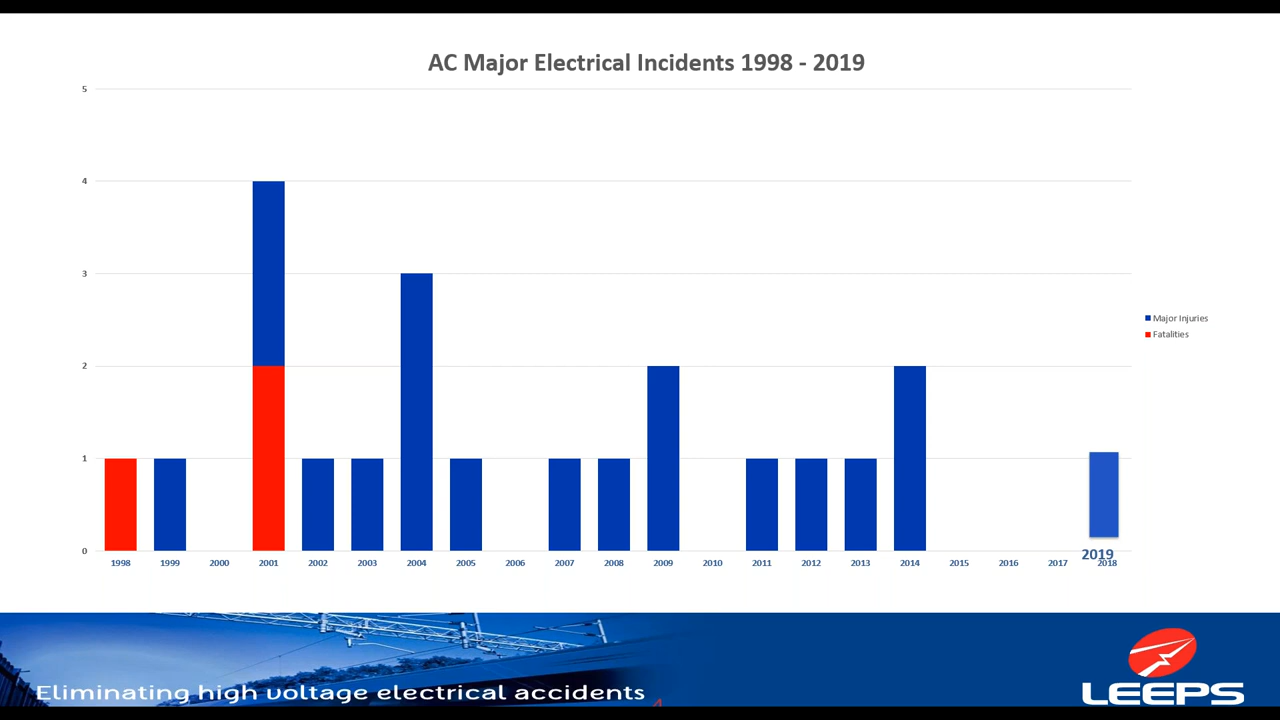 AC Major Electrical Incidents 1998 - 2019
5
4
3
2
1
0
Major Injuries
Fatalities
2019
1998 1999 2000 2001 2002 2003 2004 2005 2006 2007 2008 2009 2010 2011 2012 2013 2014 2015 2016 2017 2018
Eliminating high voltage electrical accidents
LEEPS